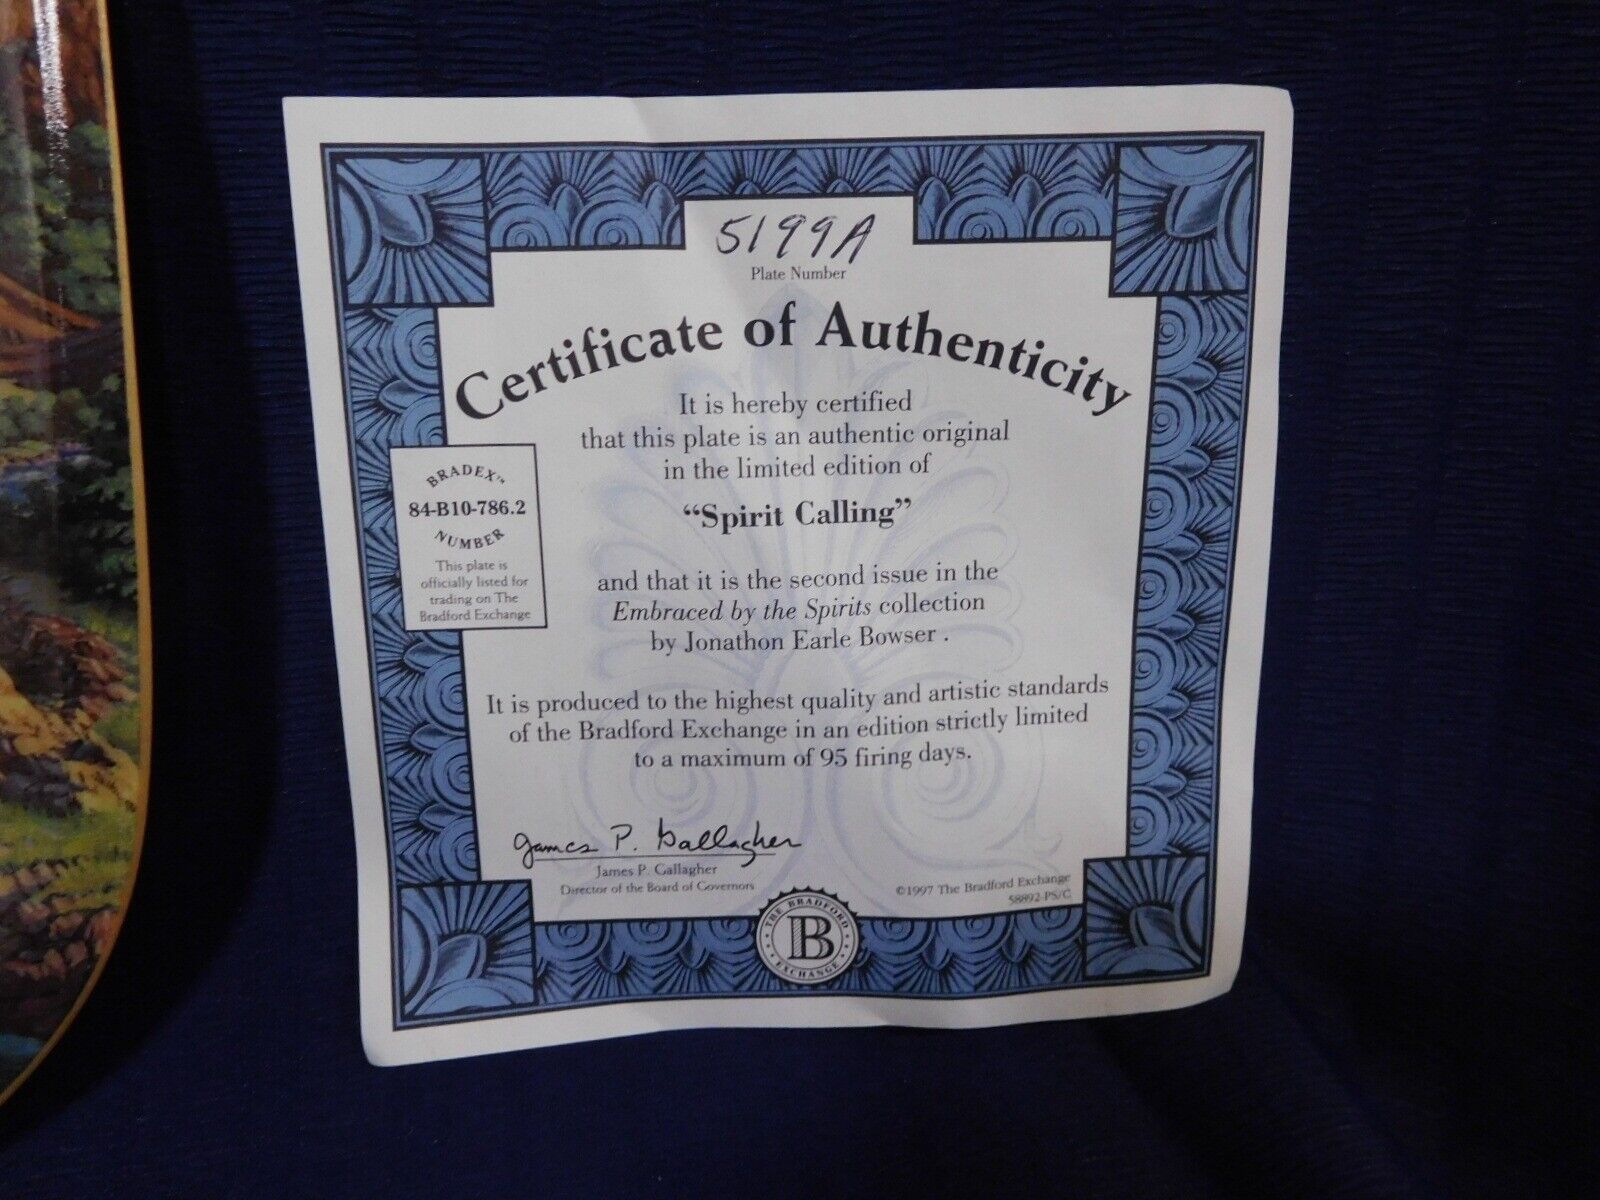 5199A
Plate Number
Certificate of Authenticity
It is hereby certified
that this plate is an authentic original
in the limited edition of
“Spirit Calling”
and that it is the second issue in the
Embraced by the Spirits collection
by Jonathon Earle Bowser .
It is produced to the highest quality and artistic standards
of the Bradford Exchange in an edition strictly limited
to a maximum of 95 firing days.
BRADEX™
84-B10-786.2
NUMBER
This plate is
officially listed for
trading on The
Bradford Exchange
James P. Gallagher
James P. Gallagher
Director of the Board of Governors
THE BRADFORD
B
EXCHANGE
©1997 The Bradford Exchange
58892-PS/C